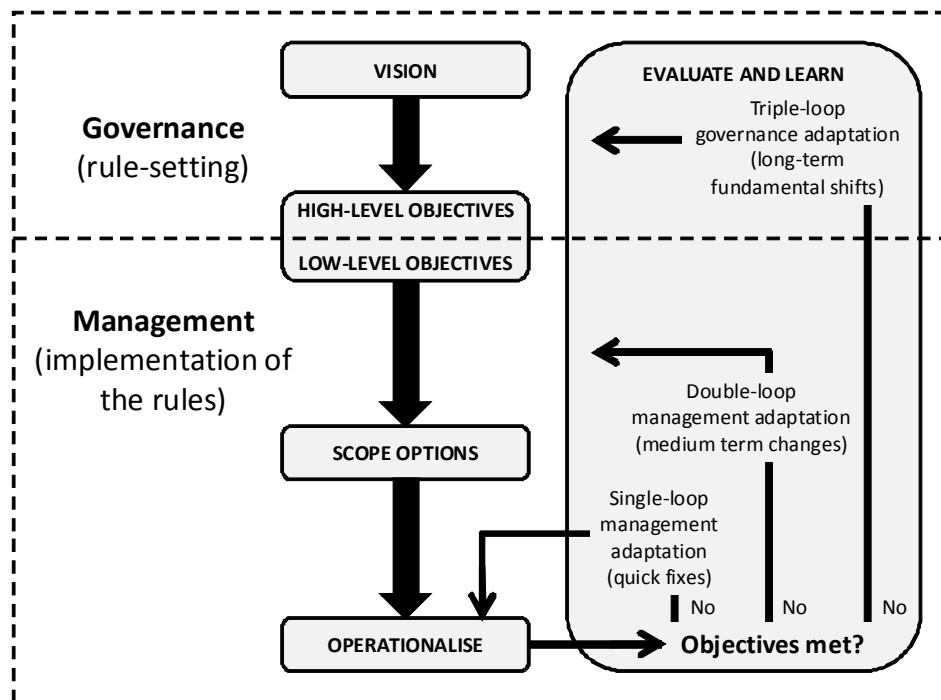 VISION
Governance
(rule-setting)
HIGH-LEVEL OBJECTIVES
LOW-LEVEL OBJECTIVES
Management
(implementation of
the rules)
SCOPE OPTIONS
OPERATIONALISE
EVALUATE AND LEARN
Triple-loop
governance adaptation
(long-term
fundamental shifts)
Double-loop
management adaptation
(medium term changes)
Single-loop
management
adaptation
(quick fixes)
No
No
No
Objectives met?